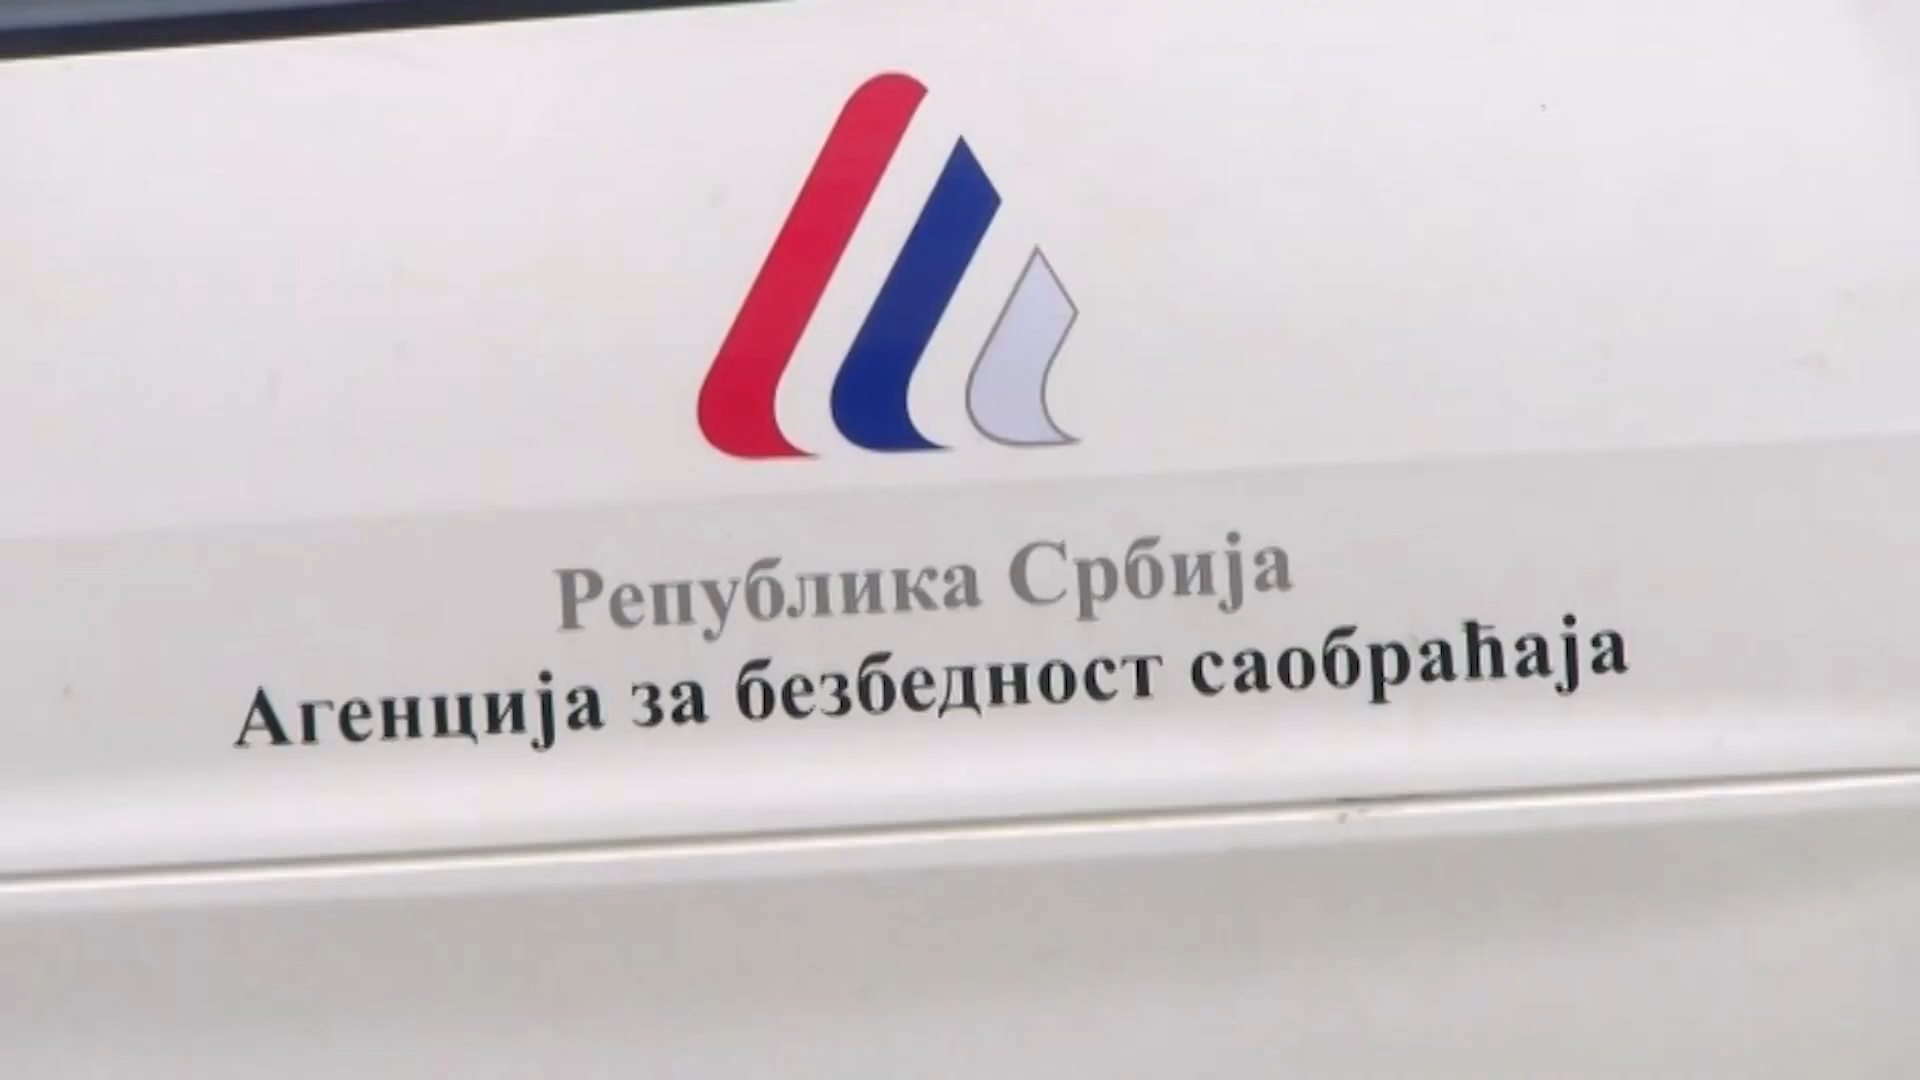 Република Србија
Агенција за безбедност саобраћаја